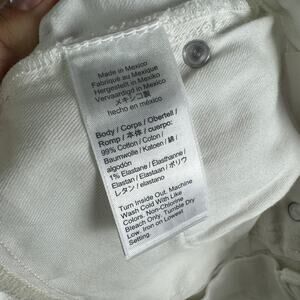 Made in Mexico
Fabriqué au Mexique
Hergestellt in Mexiko
Vervaardigd in Mexico
メキシコ製
hecho en méxico
Body / Corps / Oberteil /
Romp / 本体 / cuerpo:
99% Cotton / Coton /
Baumwolle / Katoen / 綿 /
algodón
1% Elastane / Elasthanne /
Elastan / Elastaan / ポリウ
レタン / elastano
Turn Inside Out. Machine
Wash Cold With Like
Colors. Non-Chlorine
Bleach Only. Tumble Dry
Low. Iron on Lowest
Setting.